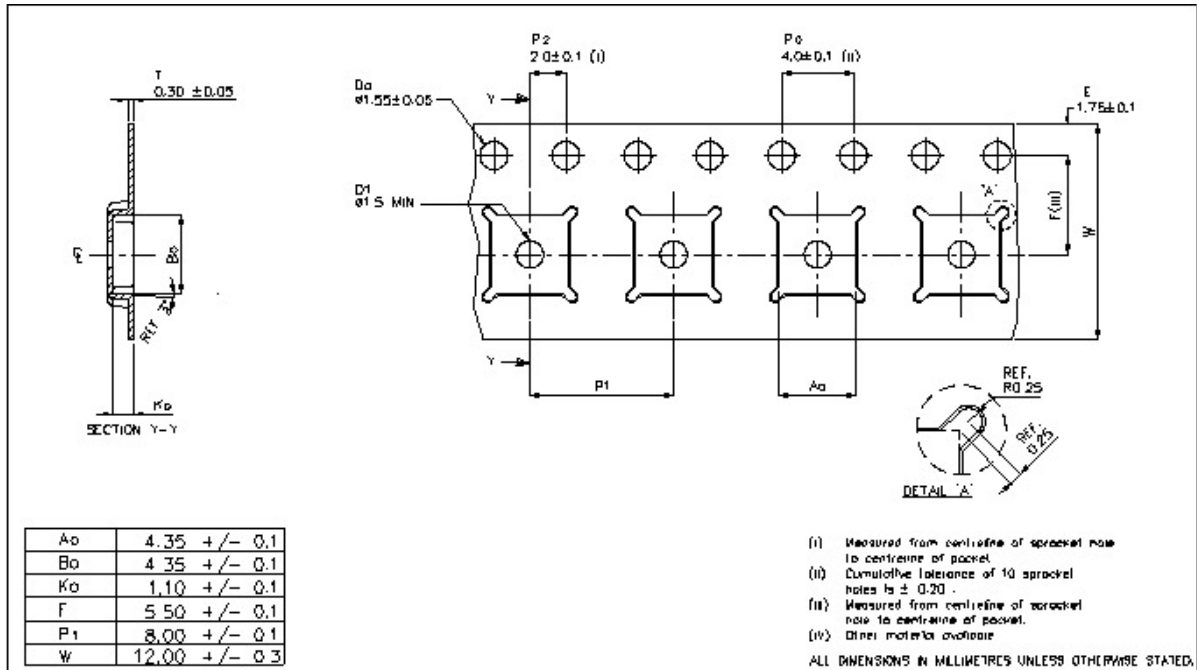 T
0.30 ±0.05
P2
2.0±0.1 (I)
Po
4.0±0.1 (II)
Do
ø1.55±0.05
E
1.75±0.1
Y
D1
ø1.5 MIN
"A"
F(III)
W
Bo
REF 3°
Ko
SECTION Y-Y
Y
P1
Ao
REF.
R0.25
REF.
0.25
DETAIL "A"
Ao 4.35 +/- 0.1
Bo 4.35 +/- 0.1
Ko 1.10 +/- 0.1
F 5.50 +/- 0.1
P1 8.00 +/- 0.1
W 12.00 +/- 0.3
(I) Measured from centreline of sprocket hole
to centreline of pocket.
(II) Cumulative tolerance of 10 sprocket
holes is ± 0.20 .
(III) Measured from centreline of sprocket
hole to centreline of pocket.
(IV) Other material available
ALL DIMENSIONS IN MILLIMETRES UNLESS OTHERWISE STATED.